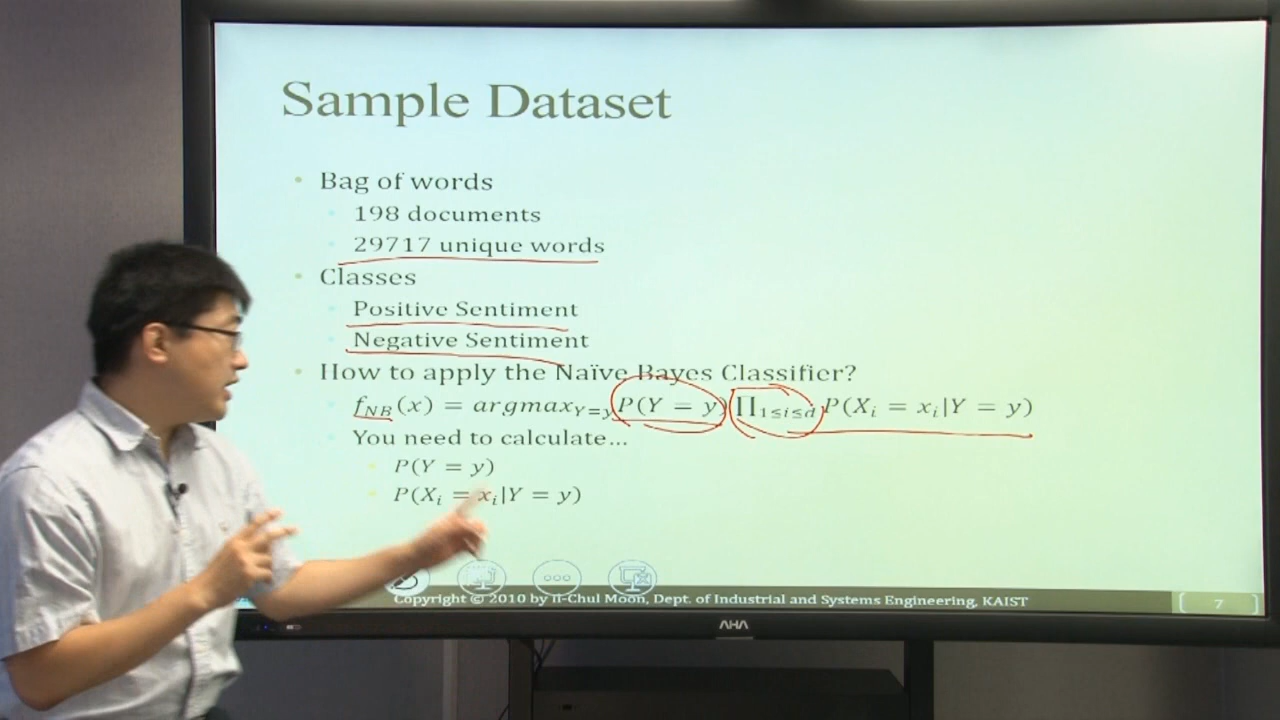 Sample Dataset
• Bag of words
• 198 documents
• 29717 unique words
• Classes
• Positive Sentiment
• Negative Sentiment
• How to apply the Naïve Bayes Classifier?
• f_NB(x) = argmax_{Y=y} P(Y = y) ∏_{1≤i≤d} P(X_i = x_i|Y = y)
• You need to calculate...
• P(Y = y)
• P(X_i = x_i|Y = y)
Copyright © 2010 by Il-Chul Moon, Dept. of Industrial and Systems Engineering, KAIST
7
AHA